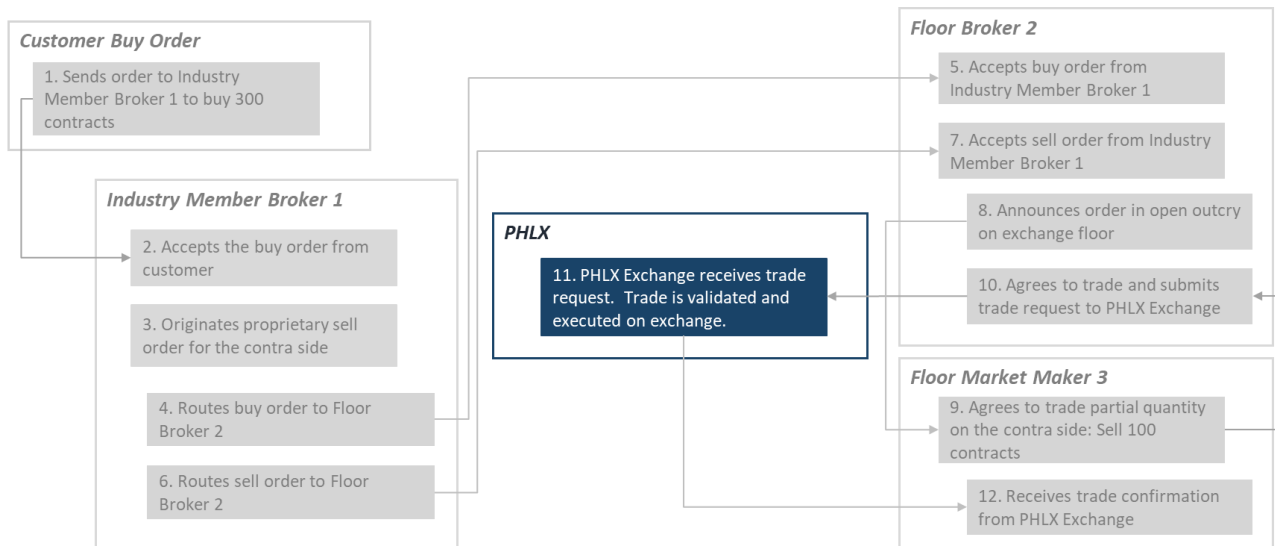 Customer Buy Order
1. Sends order to Industry
Member Broker 1 to buy 300
contracts
Industry Member Broker 1
2. Accepts the buy order from
customer
3. Originates proprietary sell
order for the contra side
4. Routes buy order to Floor
Broker 2
6. Routes sell order to Floor
Broker 2
PHLX
11. PHLX Exchange receives trade
request.  Trade is validated and
executed on exchange.
Floor Broker 2
5. Accepts buy order from
Industry Member Broker 1
7. Accepts sell order from Industry
Member Broker 1
8. Announces order in open outcry
on exchange floor
10. Agrees to trade and submits
trade request to PHLX Exchange
Floor Market Maker 3
9. Agrees to trade partial quantity
on the contra side: Sell 100
contracts
12. Receives trade confirmation
from PHLX Exchange